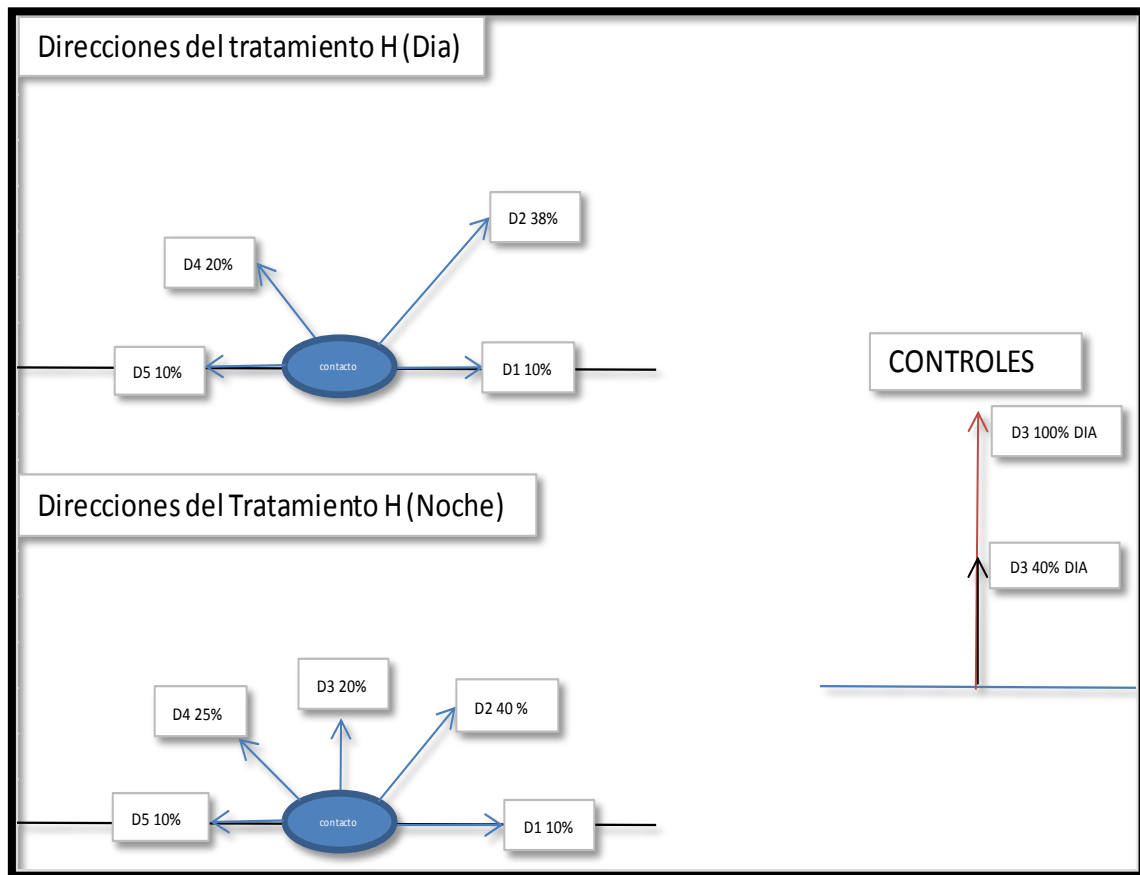 Direcciones del tratamiento H (Dia)
D2 38%
D4 20%
contacto
D5 10%
D1 10%
CONTROLES
D3 100% DIA
D3 40% DIA
Direcciones del Tratamiento H (Noche)
D3 20%
D4 25%
D2 40 %
contacto
D5 10%
D1 10%